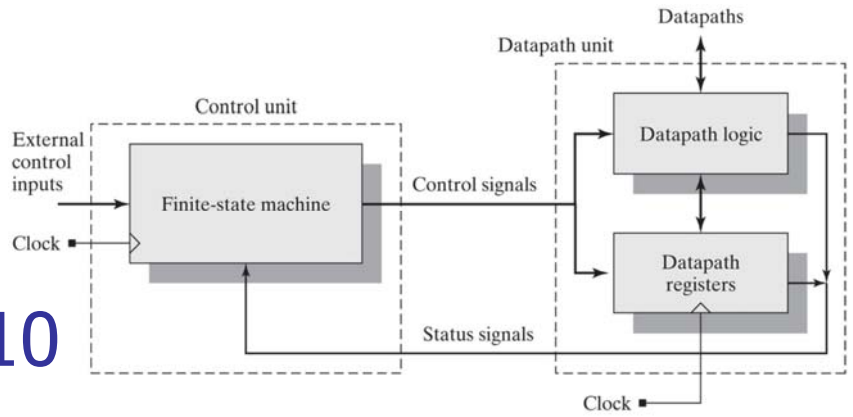 Datapaths
Datapath unit
Control unit
External
control
inputs
Finite-state machine
Clock
Control signals
Datapath logic
Datapath
registers
Status signals
Clock
10